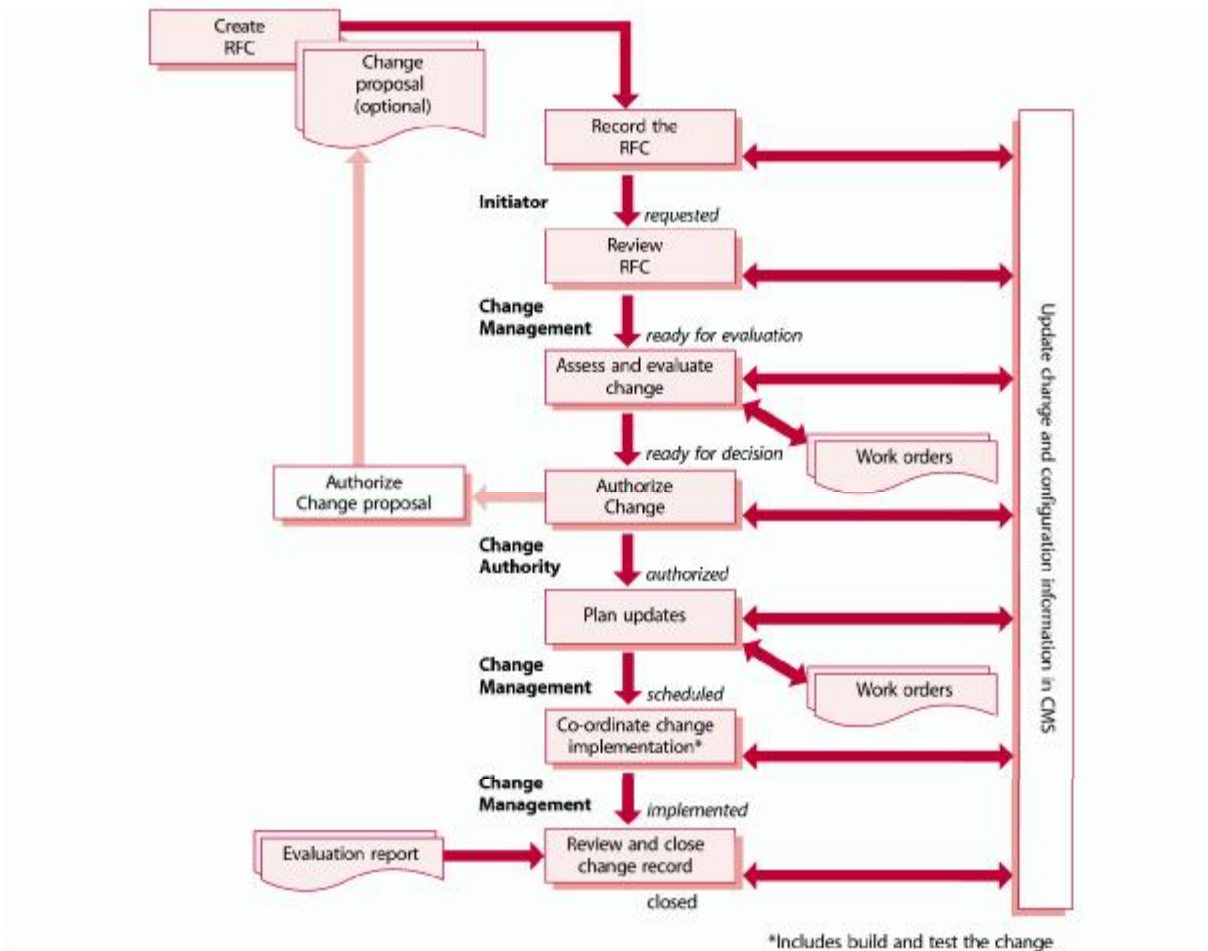 Create
RFC
Change
proposal
(optional)
Record the
RFC
Initiator
requested
Review
RFC
Change
Management
ready for evaluation
Assess and evaluate
change
Work orders
ready for decision
Authorize
Change proposal
Authorize
Change
Change
Authority
authorized
Plan updates
Work orders
Change
Management
scheduled
Co-ordinate change
implementation*
Change
Management
implemented
Evaluation report
Review and close
change record
closed
Update change and configuration information in CMS
*Includes build and test the change